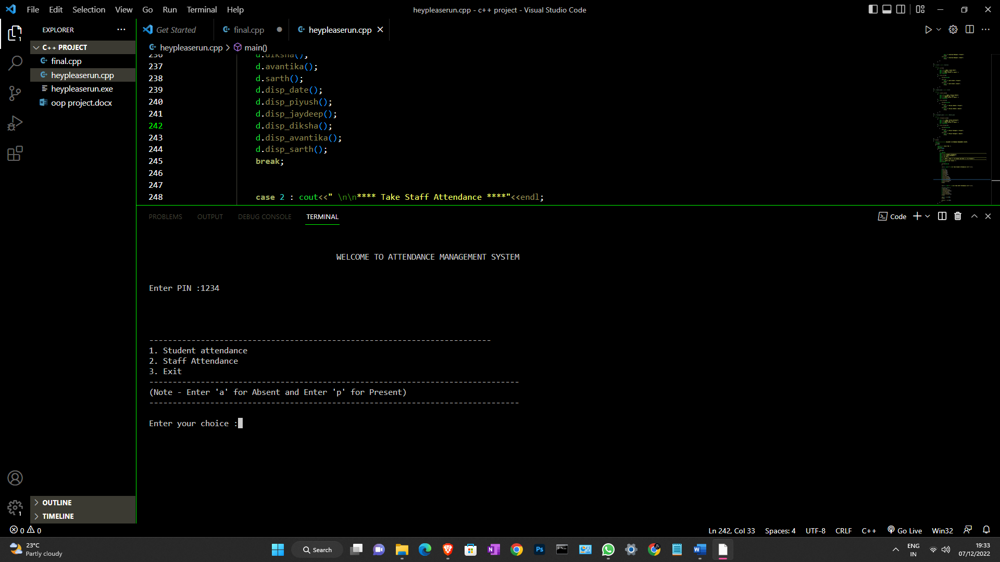 File Edit Selection View Go Run Terminal Help
heypleaserun.cpp - c++ project - Visual Studio Code
EXPLORER
Get Started
final.cpp
heypleaserun.cpp
C++ PROJECT
final.cpp
heypleaserun.cpp
heypleaserun.exe
oop project.docx
heypleaserun.cpp > main()
236 d.diksha();
237 d.avantika();
238 d.sarth();
239 d.disp_date();
240 d.disp_piyush();
241 d.disp_jaydeep();
242 d.disp_diksha();
243 d.disp_avantika();
244 d.disp_sarth();
245 break;
246
247
248 case 2 : cout<<" \n\n**** Take Staff Attendance ****"<<endl;
PROBLEMS OUTPUT DEBUG CONSOLE TERMINAL
Code
WELCOME TO ATTENDANCE MANAGEMENT SYSTEM
Enter PIN :1234
-------------------------------------------------------------------------
1. Student attendance
2. Staff Attendance
3. Exit
-------------------------------------------------------------------------------
(Note - Enter 'a' for Absent and Enter 'p' for Present)
-------------------------------------------------------------------------------
Enter your choice :
1
1
OUTLINE
TIMELINE
0 0
Ln 242, Col 33 Spaces: 4 UTF-8 CRLF C++ Go Live Win32
23°C
Partly cloudy
Search
ENG
IN
19:33
07/12/2022